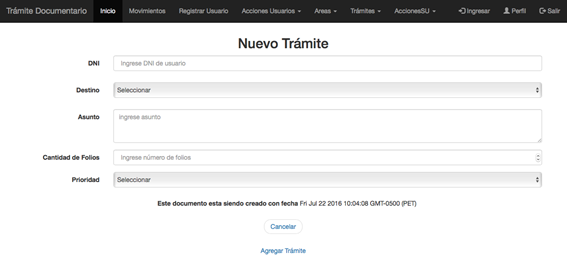 Trámite Documentario Inicio Movimientos Registrar Usuario Acciones Usuarios Areas Trámites AccionesSU Ingresar Perfil Salir
Nuevo Trámite
DNI Ingrese DNI de usuario
Destino Seleccionar
Asunto ingrese asunto
Cantidad de Folios Ingrese número de folios
Prioridad Seleccionar
Este documento esta siendo creado con fecha Fri Jul 22 2016 10:04:08 GMT-0500 (PET)
Cancelar
Agregar Trámite